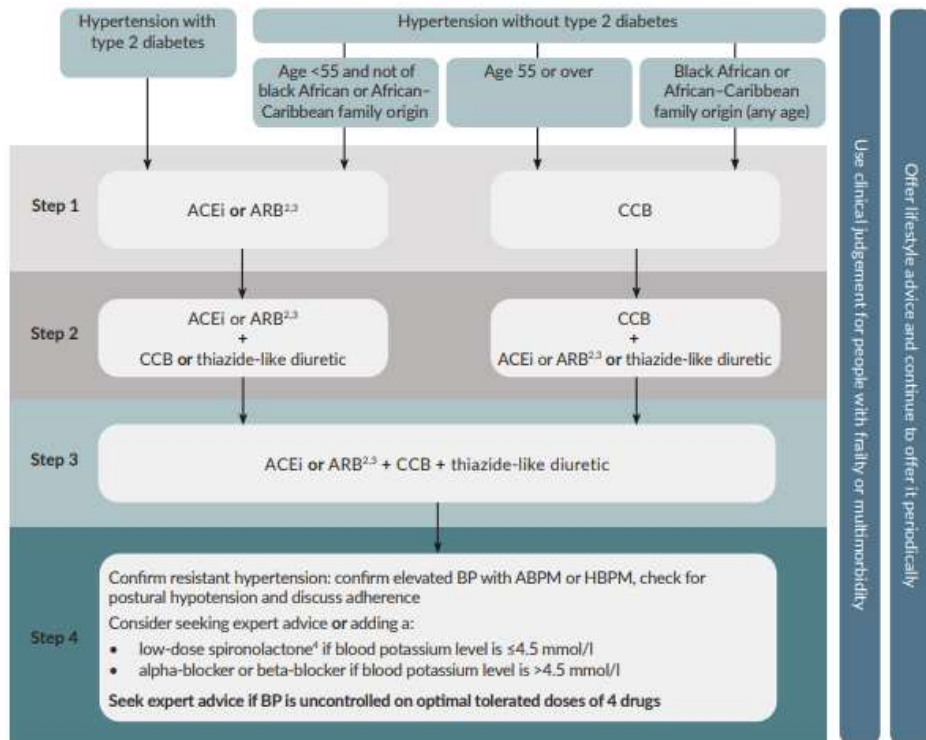 Hypertension with
type 2 diabetes
Hypertension without type 2 diabetes
Age <55 and not of
black African or African–
Caribbean family origin
Age 55 or over
Black African or
African–Caribbean
family origin (any age)
Step 1
ACEi or ARB2,3
CCB
Step 2
ACEi or ARB2,3
+
CCB or thiazide-like diuretic
CCB
+
ACEi or ARB2,3 or thiazide-like diuretic
Step 3
ACEi or ARB2,3 + CCB + thiazide-like diuretic
Step 4
Confirm resistant hypertension: confirm elevated BP with ABPM or HBPM, check for
postural hypotension and discuss adherence
Consider seeking expert advice or adding a:
• low-dose spironolactone4 if blood potassium level is ≤4.5 mmol/l
• alpha-blocker or beta-blocker if blood potassium level is >4.5 mmol/l
Seek expert advice if BP is uncontrolled on optimal tolerated doses of 4 drugs
Use clinical judgement for people with frailty or multimorbidity
Offer lifestyle advice and continue to offer it periodically